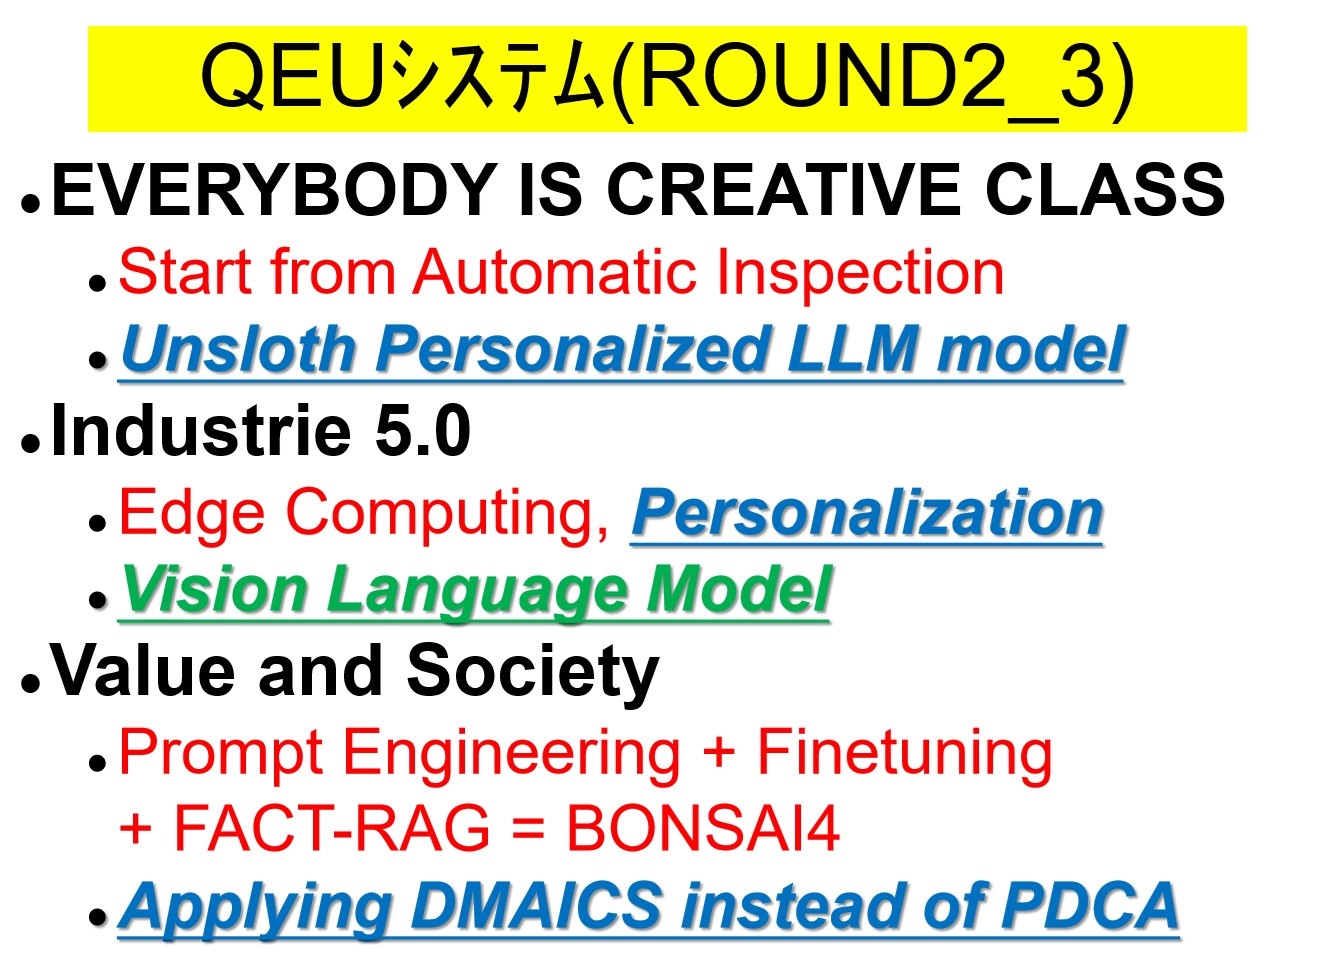 QEUシステム(ROUND2_3)
EVERYBODY IS CREATIVE CLASS
Start from Automatic Inspection
Unsloth Personalized LLM model
Industrie 5.0
Edge Computing, Personalization
Vision Language Model
Value and Society
Prompt Engineering + Finetuning
+ FACT-RAG = BONSAI4
Applying DMAICS instead of PDCA